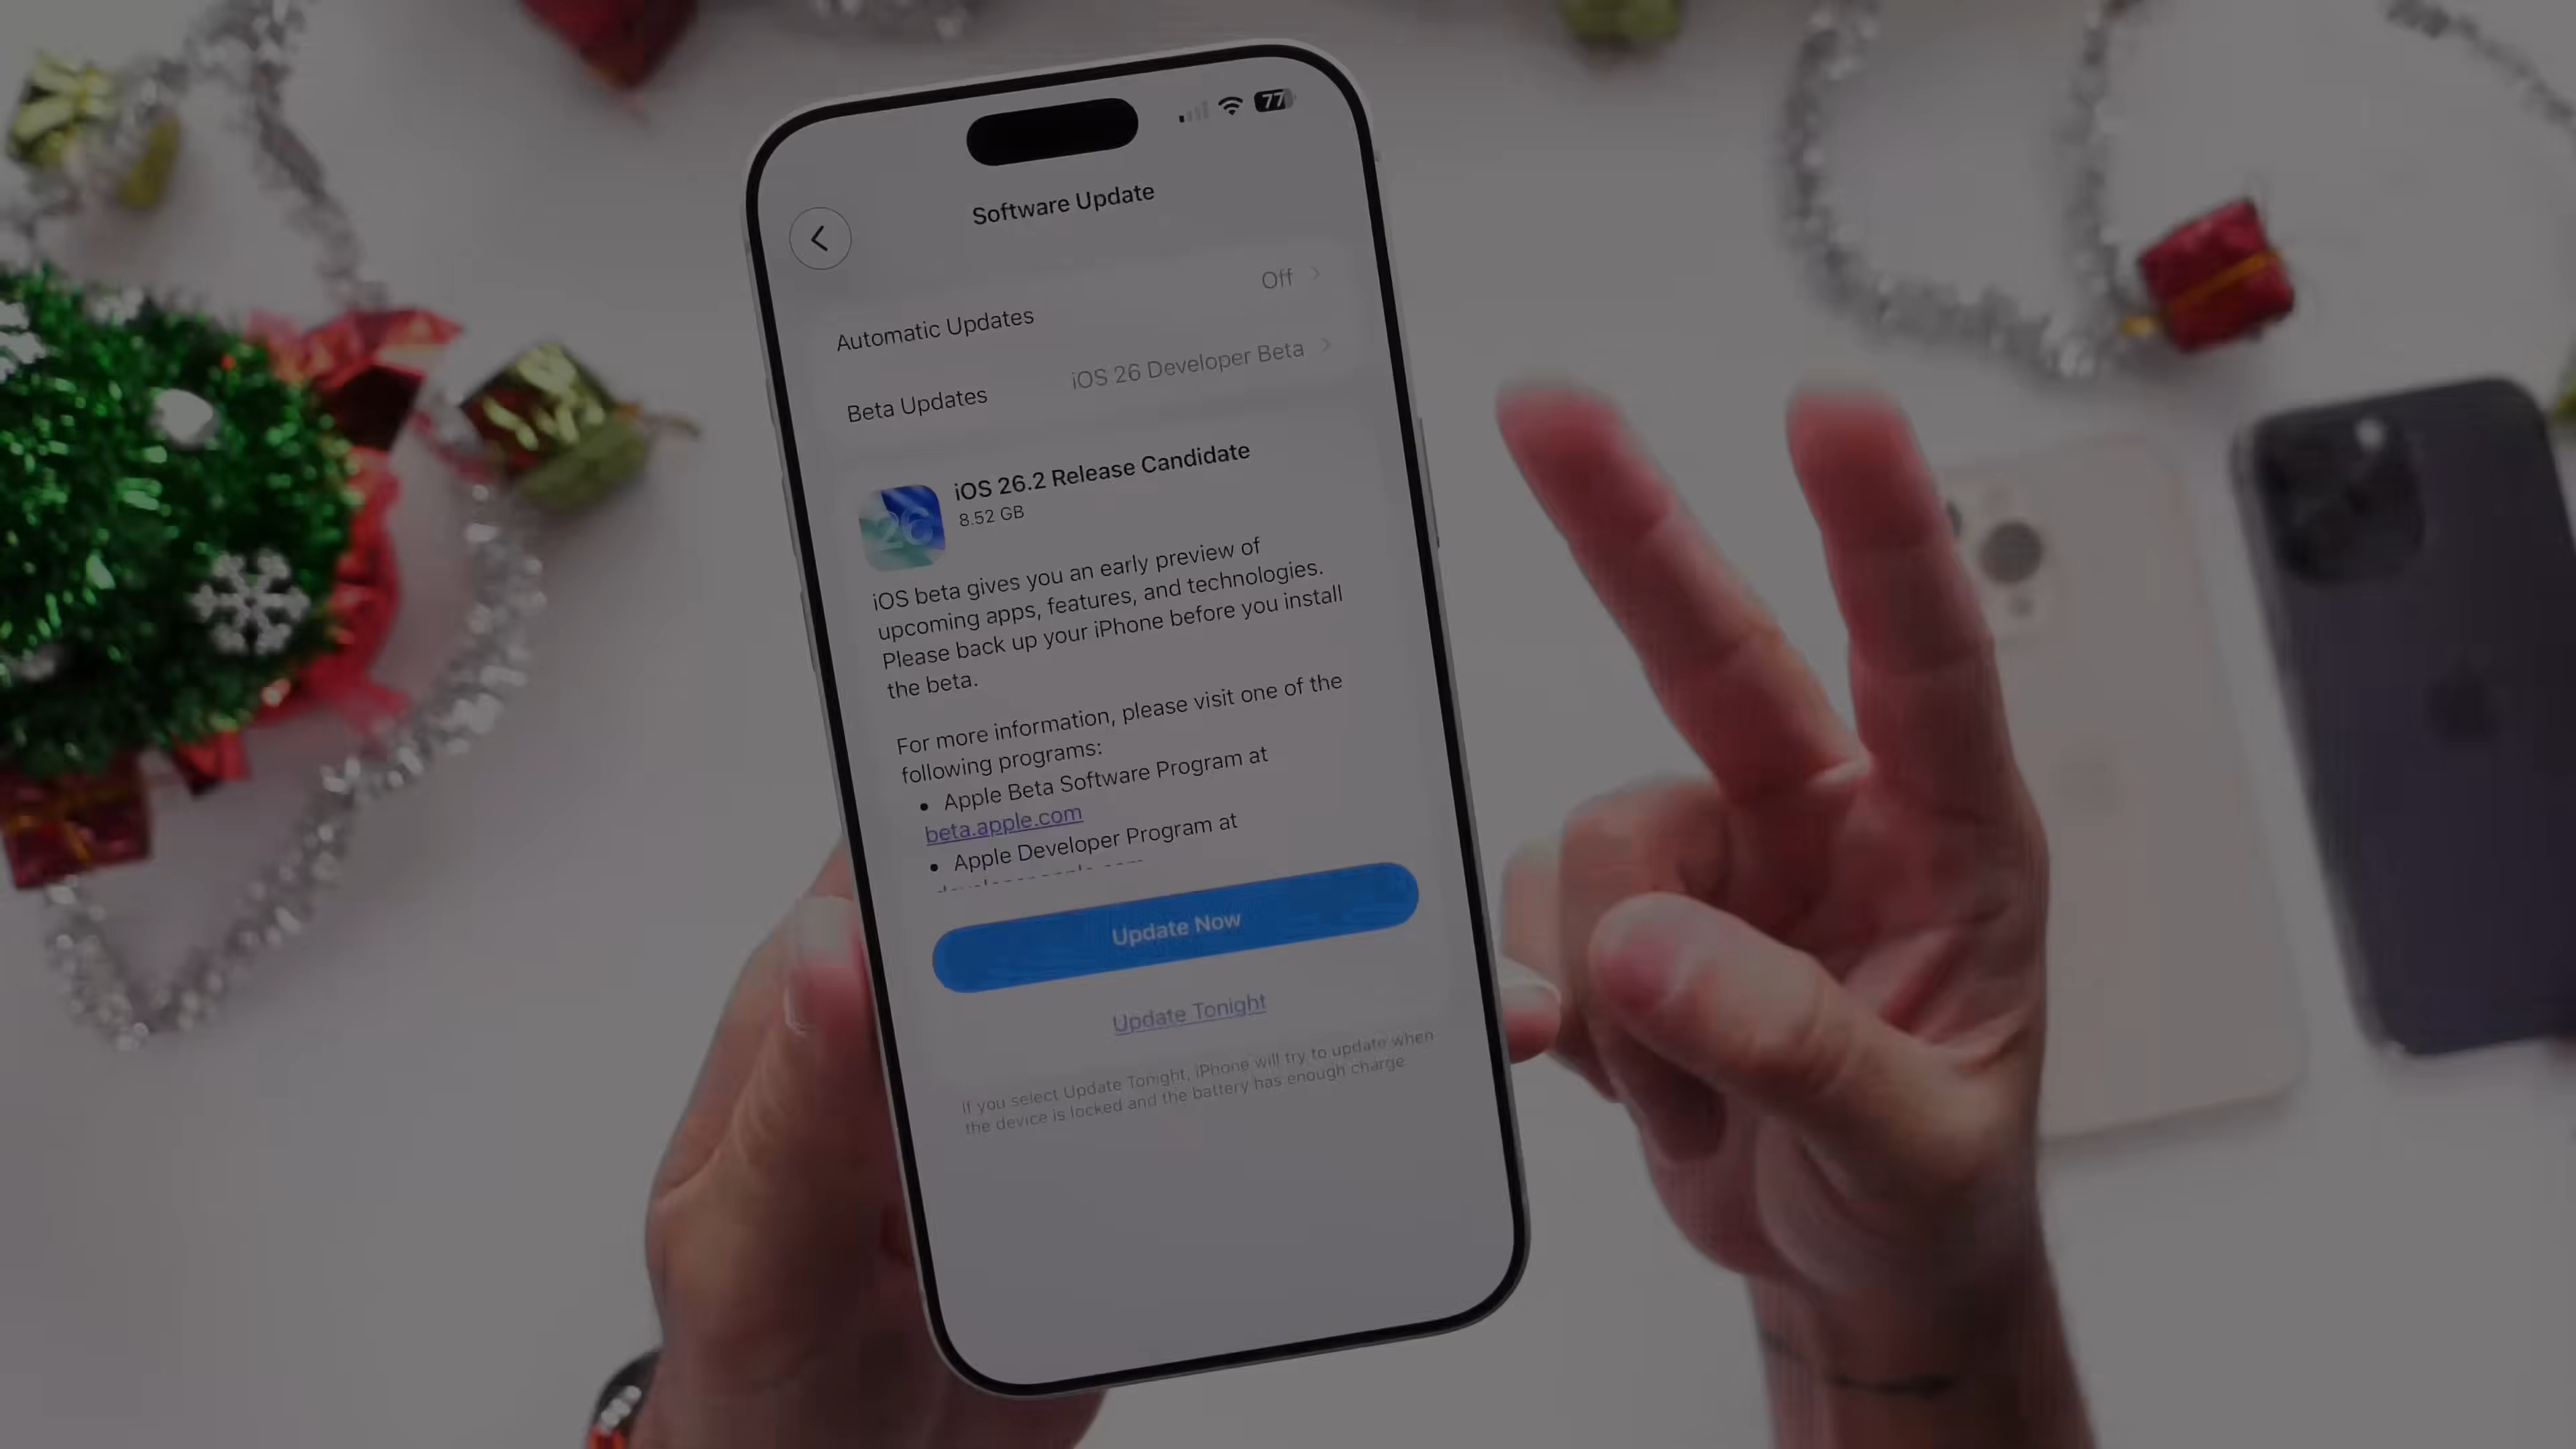 77
Software Update
Automatic Updates
Off
Beta Updates
iOS 26 Developer Beta
26
iOS 26.2 Release Candidate
8.52 GB
iOS beta gives you an early preview of
upcoming apps, features, and technologies.
Please back up your iPhone before you install
the beta.
For more information, please visit one of the
following programs:
• Apple Beta Software Program at
beta.apple.com
• Apple Developer Program at
Update Now
Update Tonight
If you select Update Tonight, iPhone will try to update when
the device is locked and the battery has enough charge.